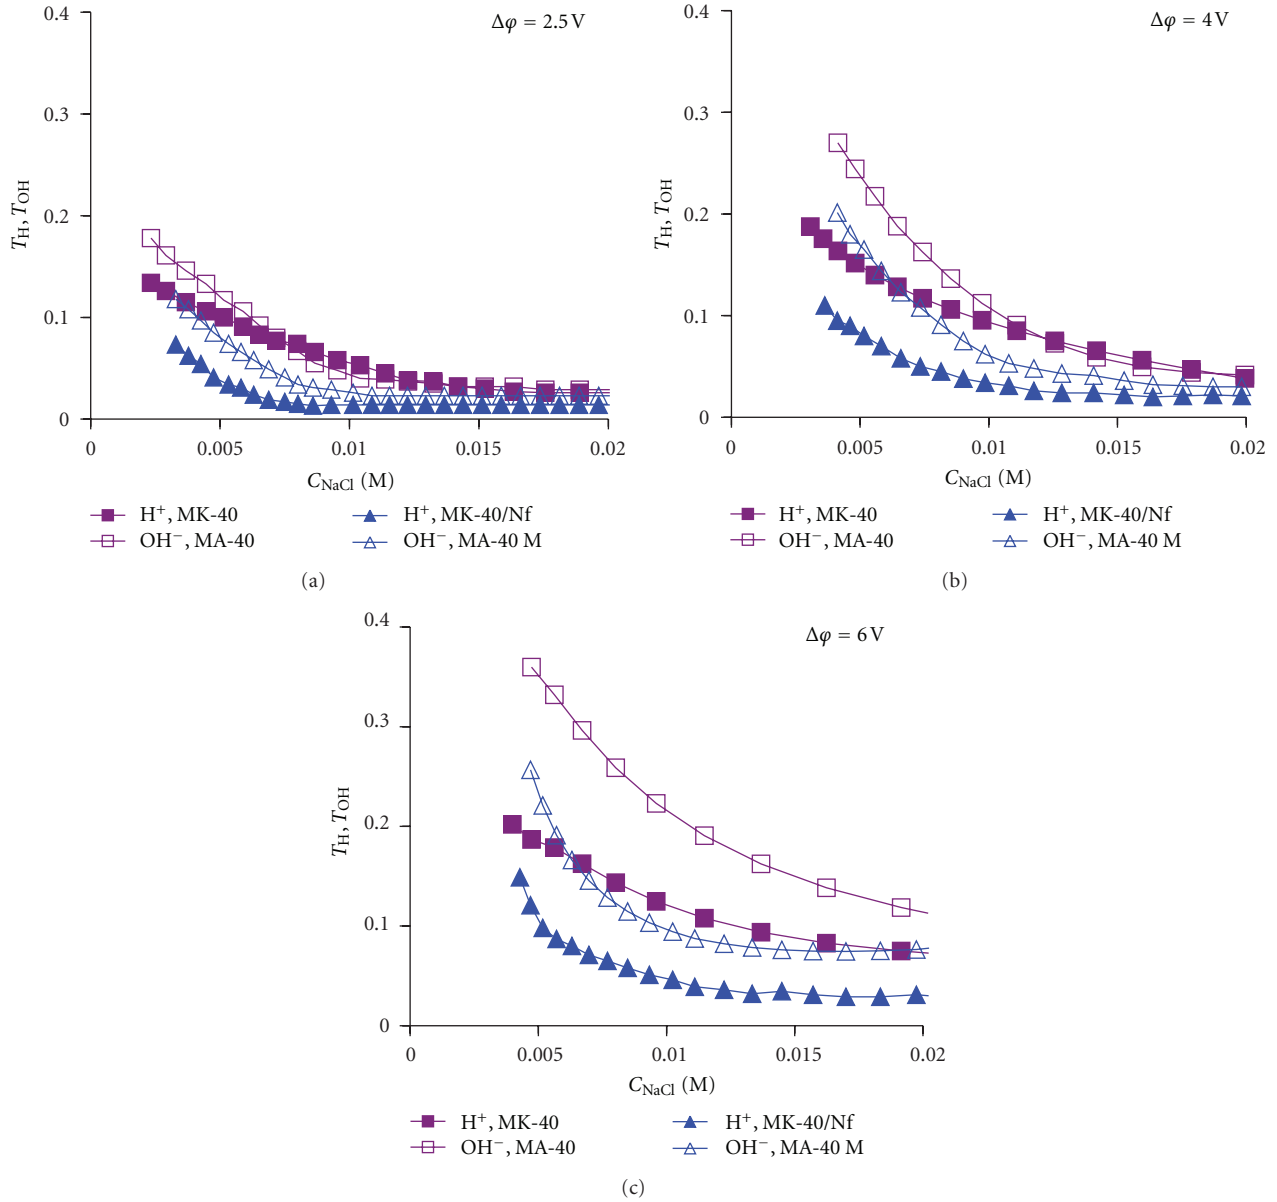 Δφ = 2.5 V
0.4
0.3
0.2
0.1
0
T_H, T_OH
0 0.005 0.01 0.015 0.02
C_NaCl (M)
H⁺, MK-40 H⁺, MK-40/Nf
OH⁻, MA-40 OH⁻, MA-40 M
(a)
Δφ = 4 V
0.4
0.3
0.2
0.1
0
T_H, T_OH
0 0.005 0.01 0.015 0.02
C_NaCl (M)
H⁺, MK-40 H⁺, MK-40/Nf
OH⁻, MA-40 OH⁻, MA-40 M
(b)
Δφ = 6 V
0.4
0.3
0.2
0.1
0
T_H, T_OH
0 0.005 0.01 0.015 0.02
C_NaCl (M)
H⁺, MK-40 H⁺, MK-40/Nf
OH⁻, MA-40 OH⁻, MA-40 M
(c)